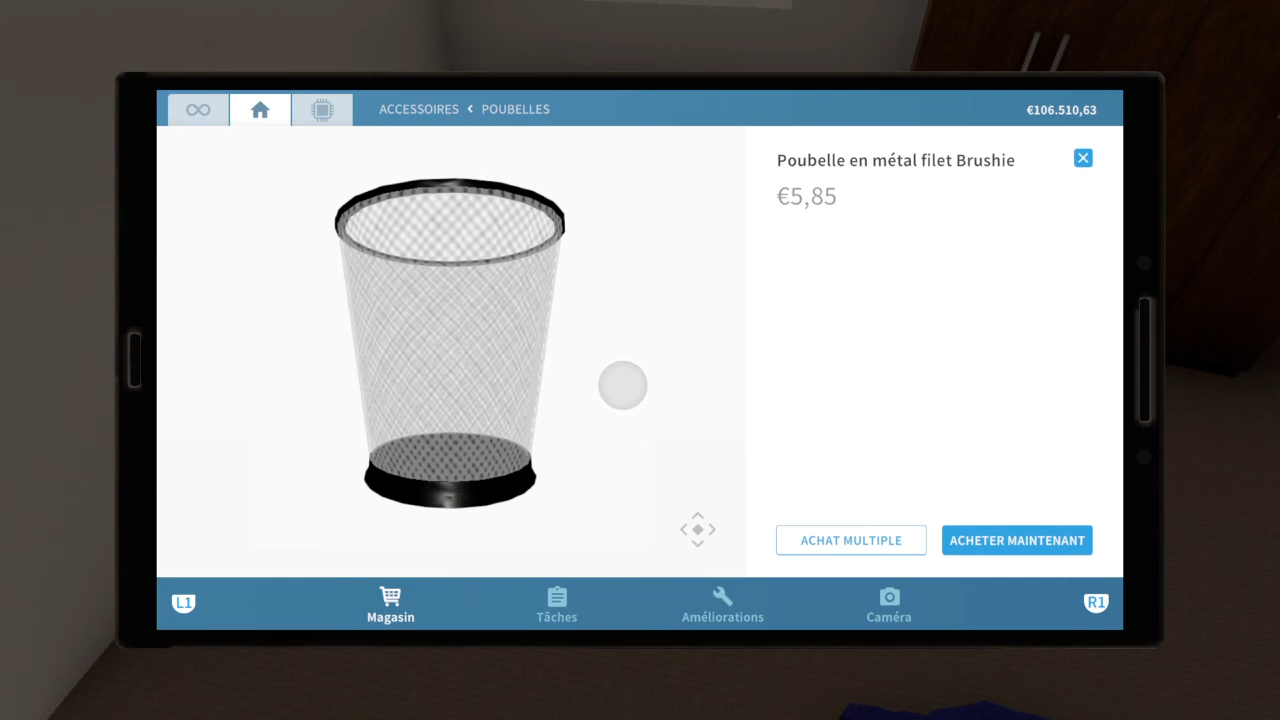 ACCESSOIRES < POUBELLES
€106.510,63
Poubelle en métal filet Brushie
€5,85
ACHAT MULTIPLE
ACHETER MAINTENANT
L1
Magasin
Tâches
Améliorations
Caméra
R1